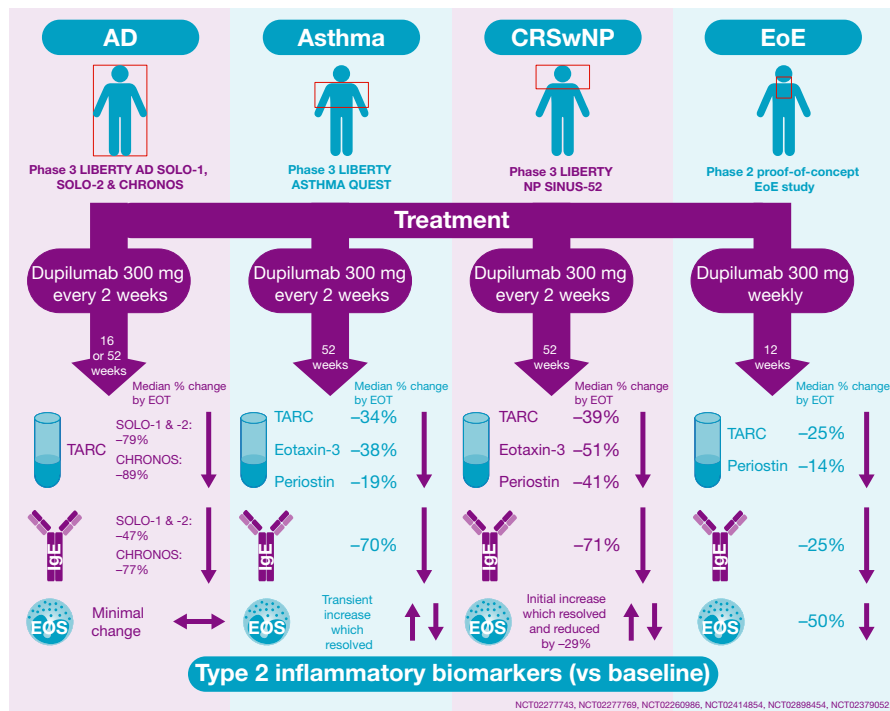 AD
Asthma
CRSwNP
EoE
Phase 3 LIBERTY AD SOLO-1,
SOLO-2 & CHRONOS
Phase 3 LIBERTY
ASTHMA QUEST
Phase 3 LIBERTY
NP SINUS-52
Phase 2 proof-of-concept
EoE study
Treatment
Dupilumab 300 mg
every 2 weeks
Dupilumab 300 mg
every 2 weeks
Dupilumab 300 mg
every 2 weeks
Dupilumab 300 mg
weekly
16
or 52
weeks
Median % change
by EOT
TARC
SOLO-1 & -2:
–79%
CHRONOS:
–89%
IgE
SOLO-1 & -2:
–47%
CHRONOS:
–77%
EOS
Minimal
change
52
weeks
Median % change
by EOT
TARC –34%
Eotaxin-3 –38%
Periostin –19%
IgE
–70%
EOS
Transient
increase
which
resolved
52
weeks
Median % change
by EOT
TARC –39%
Eotaxin-3 –51%
Periostin –41%
IgE
–71%
EOS
Initial increase
which resolved
and reduced
by –29%
12
weeks
Median % change
by EOT
TARC –25%
Periostin –14%
IgE
–25%
EOS
–50%
Type 2 inflammatory biomarkers (vs baseline)
NCT02277743, NCT02277769, NCT02260986, NCT02414854, NCT02898454, NCT02379052